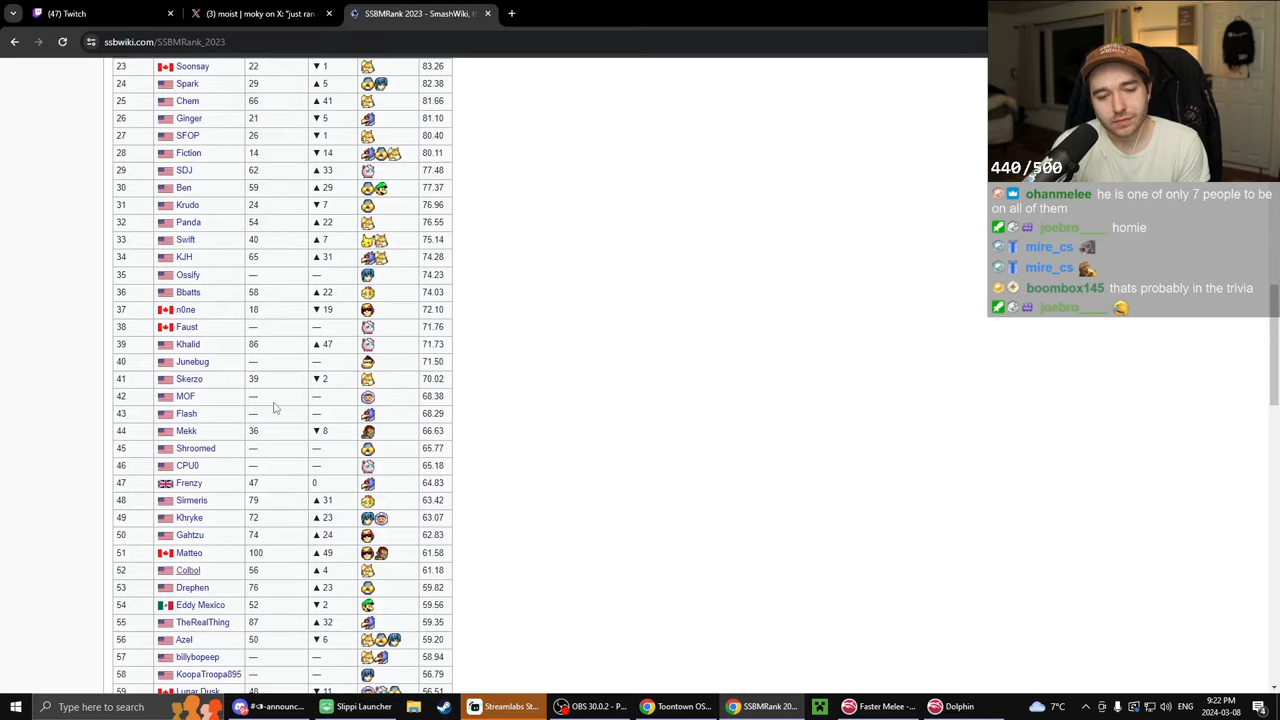 (47) Twitch
(3) moist | moky on X: "just ran
SSBMRank 2023 - SmashWiki, th
ssbwiki.com/SSBMRank_2023
23 Soonsay 22 ▼ 1 83.26
24 Spark 29 ▲ 5 82.38
25 Chem 66 ▲ 41 81.66
26 Ginger 21 ▼ 5 81.10
27 SFOP 26 ▼ 1 80.40
28 Fiction 14 ▼ 14 80.11
29 SDJ 62 ▲ 33 77.48
30 Ben 59 ▲ 29 77.37
31 Krudo 24 ▼ 7 76.96
32 Panda 54 ▲ 22 76.55
33 Swift 40 ▲ 7 75.14
34 KJH 65 ▲ 31 74.28
35 Ossify — — 74.23
36 Bbatts 58 ▲ 22 74.03
37 n0ne 18 ▼ 19 72.10
38 Faust — — 71.76
39 Khalid 86 ▲ 47 71.73
40 Junebug — — 71.50
41 Skerzo 39 ▼ 2 70.02
42 MOF — — 68.38
43 Flash — — 68.29
44 Mekk 36 ▼ 8 66.63
45 Shroomed — — 65.77
46 CPU0 — — 65.18
47 Frenzy 47 0 64.83
48 Sirmeris 79 ▲ 31 63.42
49 Khryke 72 ▲ 23 63.07
50 Gahtzu 74 ▲ 24 62.83
51 Matteo 100 ▲ 49 61.58
52 Colbol 56 ▲ 4 61.18
53 Drephen 76 ▲ 23 59.82
54 Eddy Mexico 52 ▼ 2 59.56
55 TheRealThing 87 ▲ 32 59.35
56 Azel 50 ▼ 6 59.20
57 billybopeep — — 58.94
58 KoopaTroopa895 — — 56.79
59 Lunar Dusk 48 ▼ 11
440/500
ohanmelee he is one of only 7 people to be
on all of them
joebro____ homie
mire_cs
mire_cs
boombox145 thats probably in the trivia
joebro____
Type here to search
#-announc...
Slippi Launcher
Streamlabs St...
OBS 30.0.2 - P...
Toontown OS...
SSBMRank 20...
Faster Melee -...
Dolphin
7°C
9:22 PM
2024-03-08